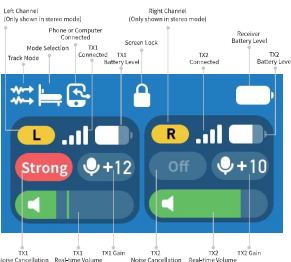 Left Channel
(Only shown in stereo mode)
Right Channel
(Only shown in stereo mode)
Phone or Computer
Connected
Mode Selection
Track Mode
TX1
Connected
TX1
Battery Level
Screen Lock
TX2
Connected
Receiver
Battery Level
TX2
Battery Level
L
R
Strong
+12
Off
+10
TX1
Noise Cancellation
TX1
Real-time Volume
TX1 Gain
TX2
Noise Cancellation
TX2
Real-time Volume
TX2 Gain